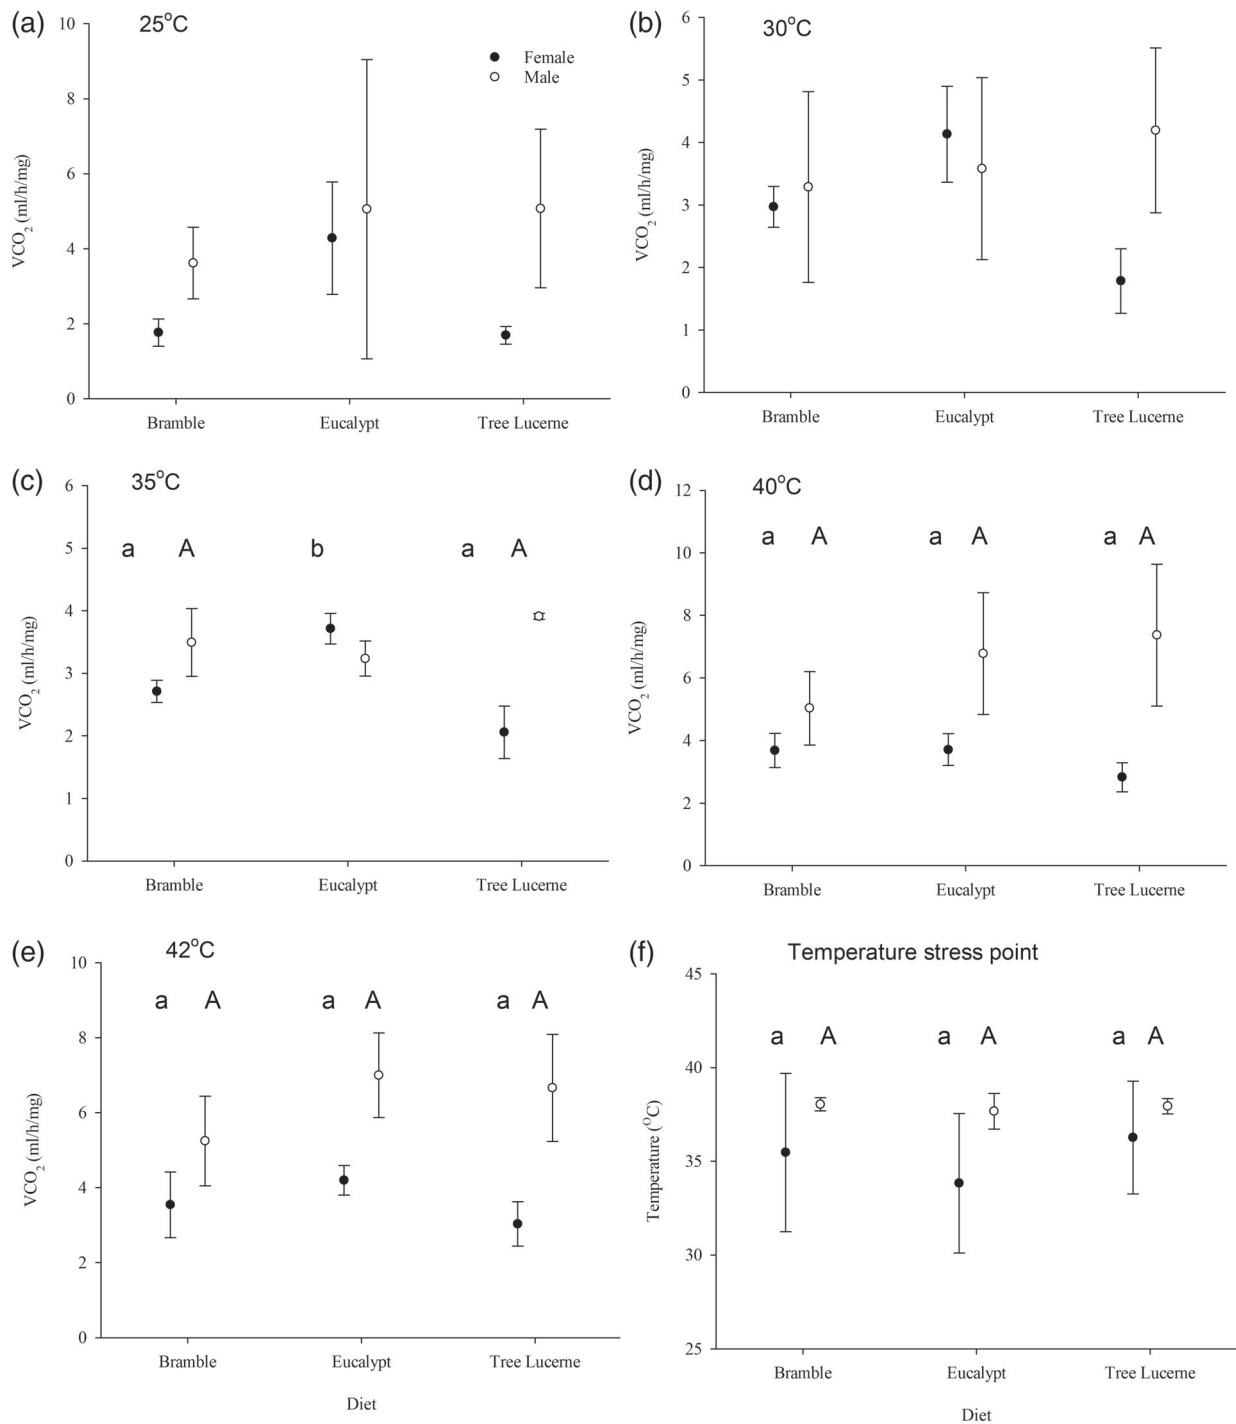 (a) 25°C
10
8
6
4
2
0
VCO2 (ml/h/mg)
Female
Male
Bramble Eucalypt Tree Lucerne
(b) 30°C
6
5
4
3
2
1
0
VCO2 (ml/h/mg)
Bramble Eucalypt Tree Lucerne
(c) 35°C
6
5
4
3
2
1
0
VCO2 (ml/h/mg)
a A b a A
Bramble Eucalypt Tree Lucerne
(d) 40°C
12
10
8
6
4
2
0
VCO2 (ml/h/mg)
a A a A a A
Bramble Eucalypt Tree Lucerne
(e) 42°C
10
8
6
4
2
0
VCO2 (ml/h/mg)
a A a A a A
Bramble Eucalypt Tree Lucerne
Diet
(f) Temperature stress point
45
40
35
30
25
Temperature (°C)
a A a A a A
Bramble Eucalypt Tree Lucerne
Diet